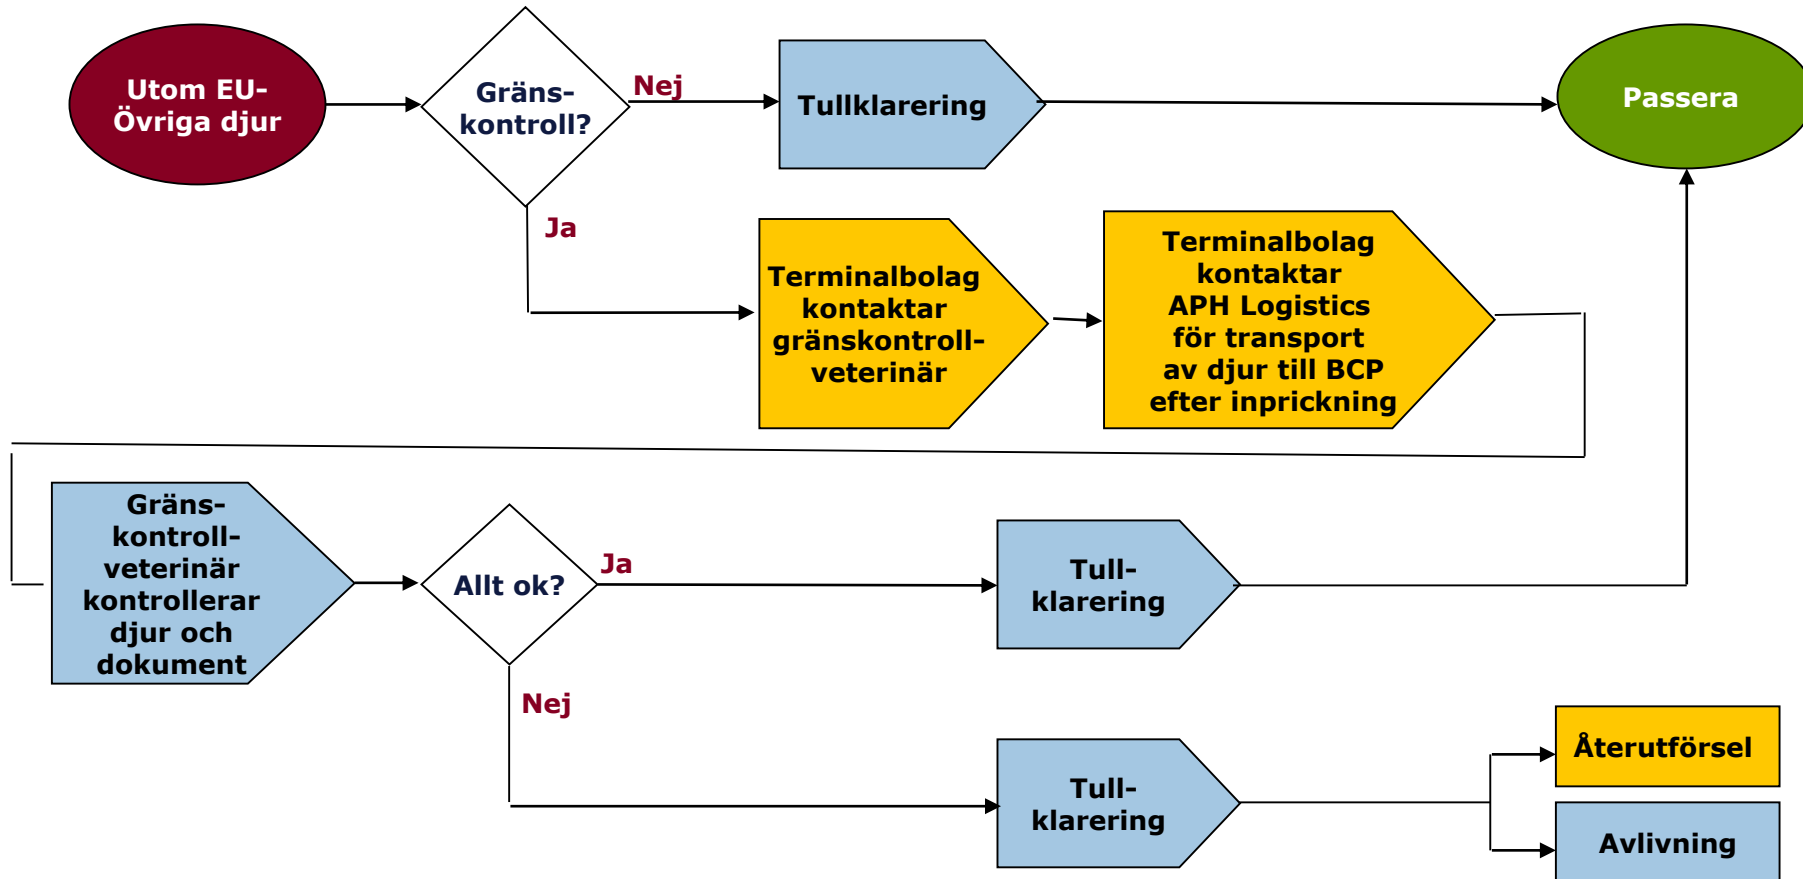 Utom EU-
Övriga djur
Gräns-
kontroll?
Nej
Tullklarering
Passera
Ja
Terminalbolag
kontaktar
gränskontroll-
veterinär
Terminalbolag
kontaktar
APH Logistics
för transport
av djur till BCP
efter inprickning
Gräns-
kontroll-
veterinär
kontrollerar
djur och
dokument
Allt ok?
Ja
Tull-
klarering
Nej
Tull-
klarering
Återutförsel
Avlivning